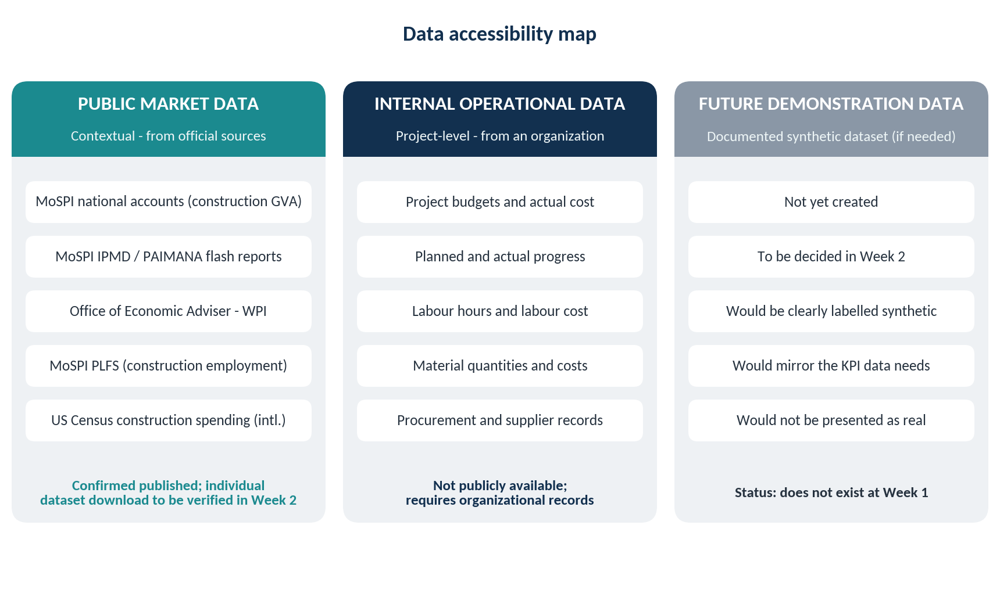 Data accessibility map
PUBLIC MARKET DATA
Contextual - from official sources
MoSPI national accounts (construction GVA)
MoSPI IPMD / PAIMANA flash reports
Office of Economic Adviser - WPI
MoSPI PLFS (construction employment)
US Census construction spending (intl.)
Confirmed published; individual
dataset download to be verified in Week 2
INTERNAL OPERATIONAL DATA
Project-level - from an organization
Project budgets and actual cost
Planned and actual progress
Labour hours and labour cost
Material quantities and costs
Procurement and supplier records
Not publicly available;
requires organizational records
FUTURE DEMONSTRATION DATA
Documented synthetic dataset (if needed)
Not yet created
To be decided in Week 2
Would be clearly labelled synthetic
Would mirror the KPI data needs
Would not be presented as real
Status: does not exist at Week 1